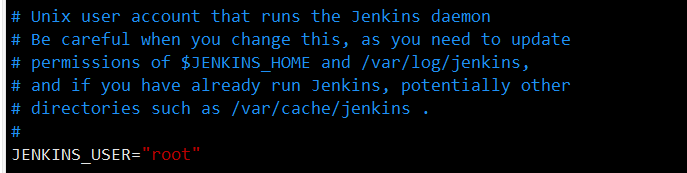 # Unix user account that runs the Jenkins daemon
# Be careful when you change this, as you need to update
# permissions of $JENKINS_HOME and /var/log/jenkins,
# and if you have already run Jenkins, potentially other
# directories such as /var/cache/jenkins .
#
JENKINS_USER="root"